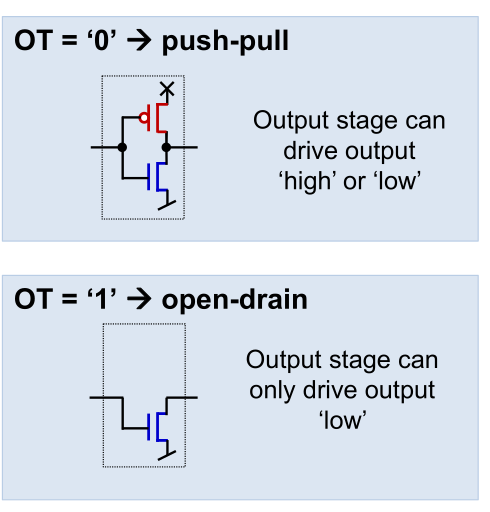 OT = ‘0’ → push-pull
Output stage can
drive output
‘high’ or ‘low’
OT = ‘1’ → open-drain
Output stage can
only drive output
‘low’